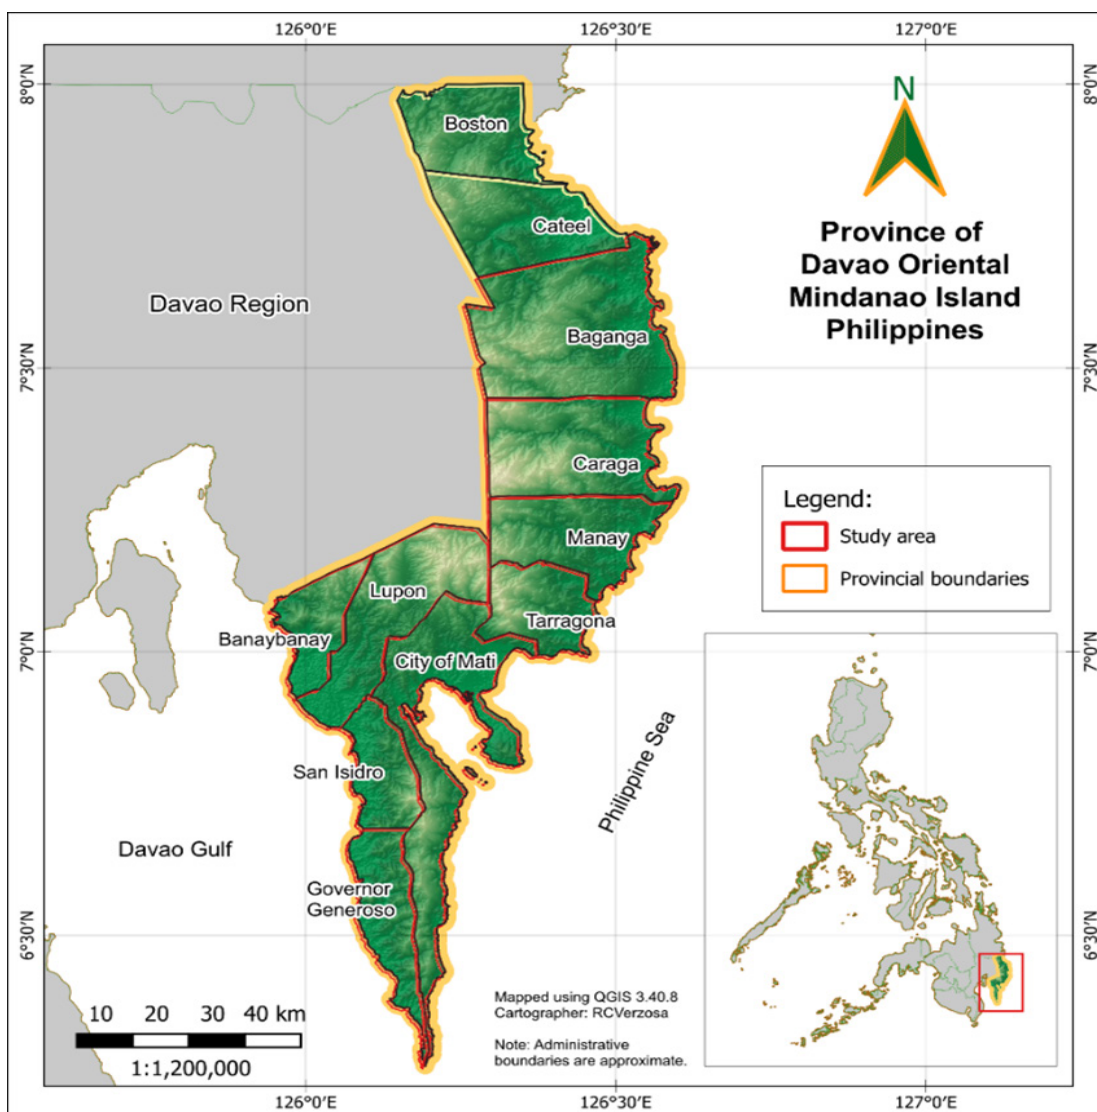 126°0'E
126°30'E
127°0'E
8°0'N
8°0'N
N
Boston
Province of
Davao Oriental
Mindanao Island
Philippines
Cateel
Davao Region
Baganga
7°30'N
7°30'N
Caraga
Legend:
Study area
Provincial boundaries
Manay
Lupon
Tarragona
Banaybanay
City of Mati
7°0'N
7°0'N
San Isidro
Philippine Sea
Davao Gulf
Governor
Generoso
6°30'N
6°30'N
Mapped using QGIS 3.40.8
Cartographer: RCVerzosa
Note: Administrative
boundaries are approximate.
10 20 30 40 km
1:1,200,000
126°0'E
126°30'E
127°0'E